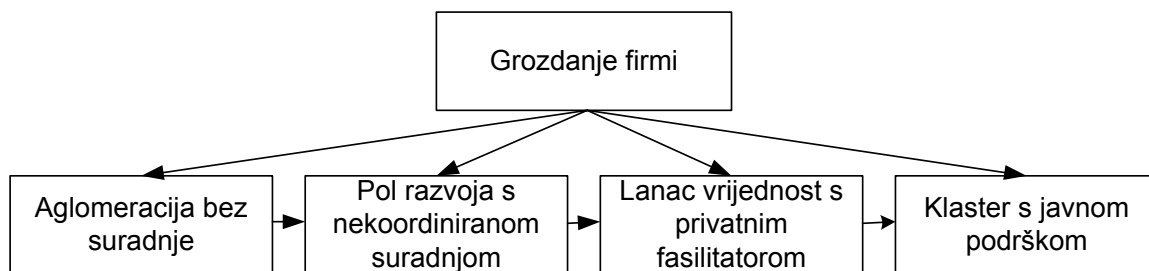 Grozdanje firmi
Aglomeracija bez
suradnje
Pol razvoja s
nekoordiniranom
suradnjom
Lanac vrijednost s
privatnim
fasilitatorom
Klaster s javnom
podrškom